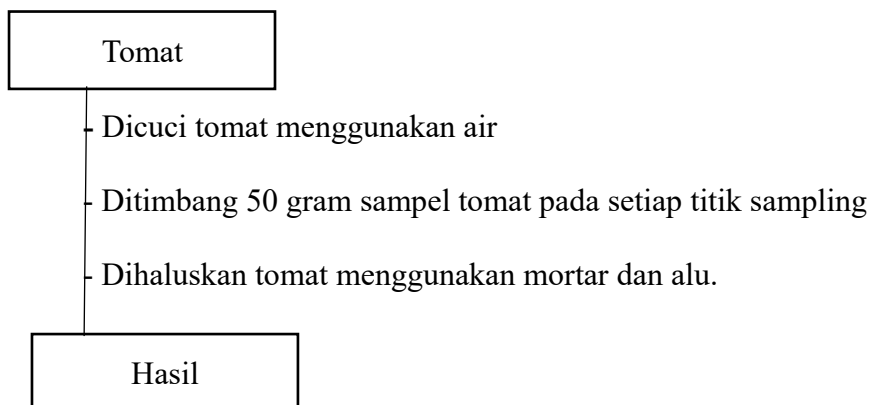 Tomat
- Dicuci tomat menggunakan air
- Ditimbang 50 gram sampel tomat pada setiap titik sampling
- Dihaluskan tomat menggunakan mortar dan alu.
Hasil